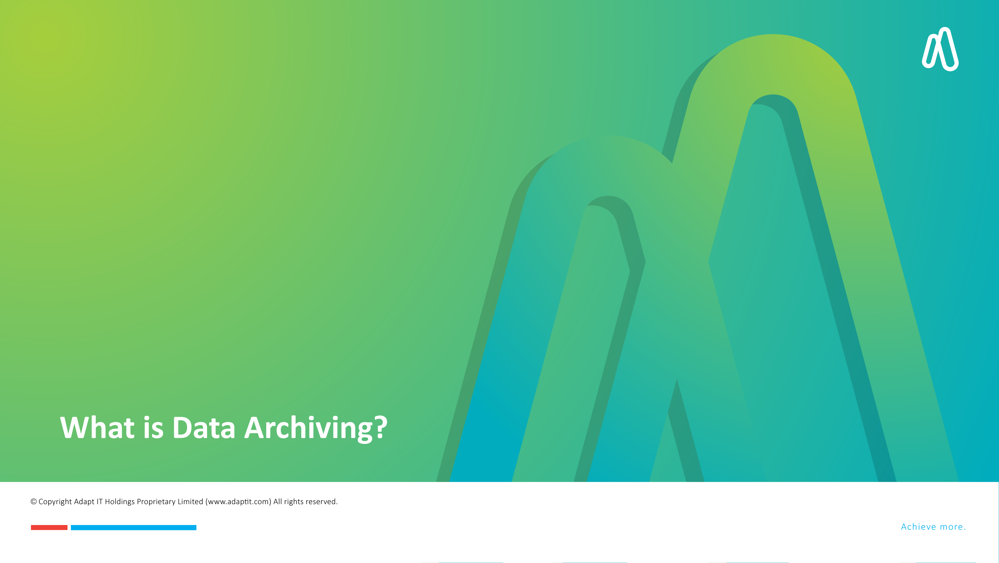 What is Data Archiving?
© Copyright Adapt IT Holdings Proprietary Limited (www.adaptit.com) All rights reserved.
Achieve more.